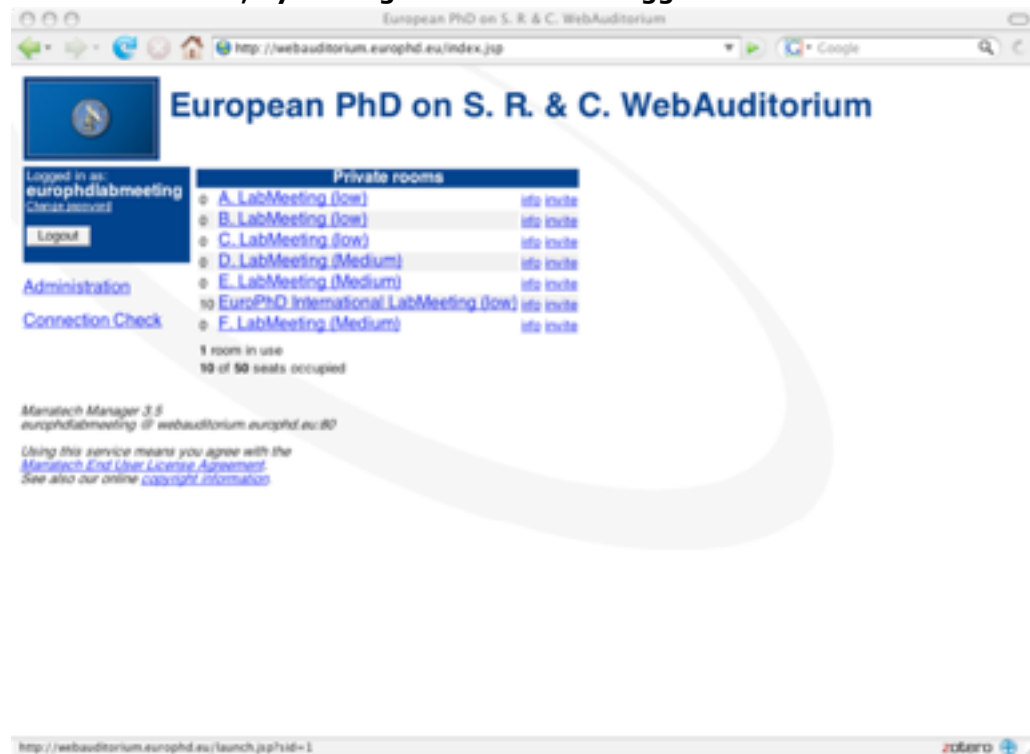 European PhD on S. R. & C. WebAuditorium
http://webauditorium.europhd.eu/index.jsp
Google
European PhD on S. R. & C. WebAuditorium
Logged in as:
europhdlabmeeting
Change password
Logout
Administration
Connection Check
Private rooms
0 A. LabMeeting (low) info invite
0 B. LabMeeting (low) info invite
0 C. LabMeeting (low) info invite
0 D. LabMeeting (Medium) info invite
0 E. LabMeeting (Medium) info invite
10 EuroPhD International LabMeeting (low) info invite
0 F. LabMeeting (Medium) info invite
1 room in use
10 of 50 seats occupied
Marratech Manager 3.5
europhdlabmeeting @ webauditorium.europhd.eu:80
Using this service means you agree with the
Marratech End User License Agreement.
See also our online copyright information.
http://webauditorium.europhd.eu/launch.jsp?sid=1
zotero